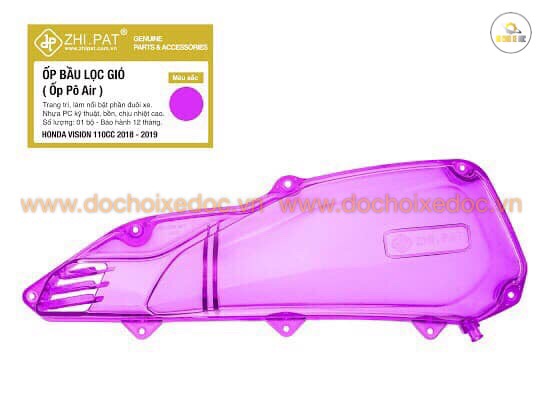 ZHI.PAT®
www.zhipat.com.vn
GENUINE
PARTS & ACCESSORIES
ỐP BẦU LỌC GIÓ
( Ốp Pô Air )
Màu sắc
Trang trí, làm nổi bật phần đuôi xe.
Nhựa PC kỹ thuật, bền, chịu nhiệt cao.
Số lượng: 01 bộ - Bảo hành 12 tháng.
HONDA VISION 110CC 2018 - 2019
www.dochoixedoc.vn www.dochoixedoc.vn
ZHI.PAT